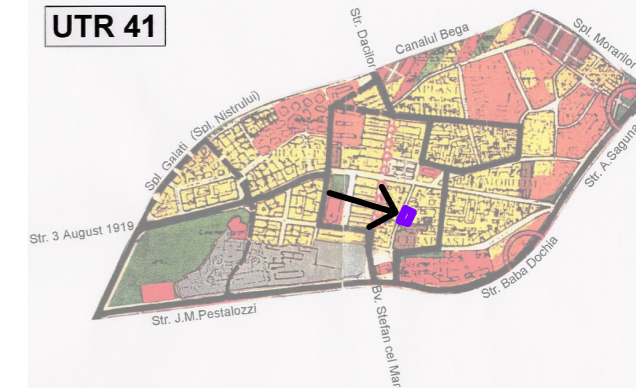 UTR 41
Str. Dacilor
Canalul Bega
Spl. Morarilor
Spl. Galati (Spl. Nistrului)
Str. A.Saguna
Str. 3 August 1919
Str. Baba Dochia
Str. J.M.Pestalozzi
Bv. Stefan cel Mar